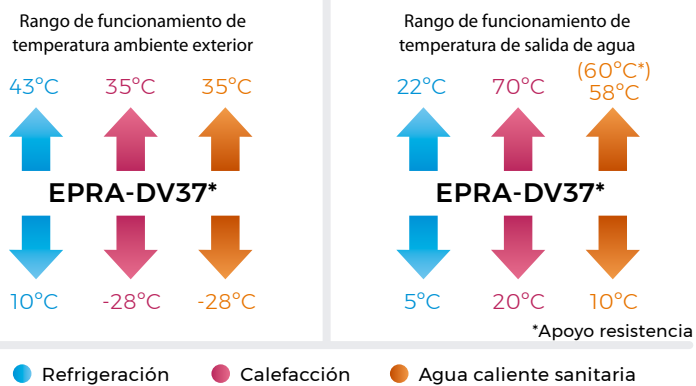 Rango de funcionamiento de
temperatura ambiente exterior
43°C 35°C 35°C
EPRA-DV37*
10°C -28°C -28°C
Rango de funcionamiento de
temperatura de salida de agua
(60°C*)
22°C 70°C 58°C
EPRA-DV37*
5°C 20°C 10°C
*Apoyo resistencia
Refrigeración Calefacción Agua caliente sanitaria